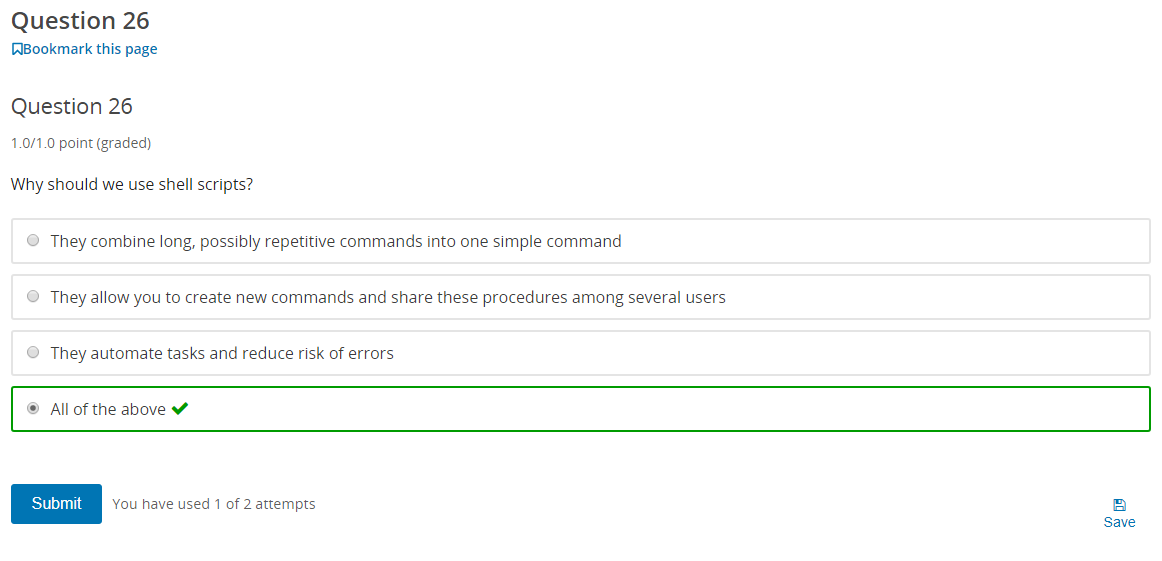 Question 26
Bookmark this page
Question 26
1.0/1.0 point (graded)
Why should we use shell scripts?
They combine long, possibly repetitive commands into one simple command
They allow you to create new commands and share these procedures among several users
They automate tasks and reduce risk of errors
All of the above
Submit You have used 1 of 2 attempts
Save